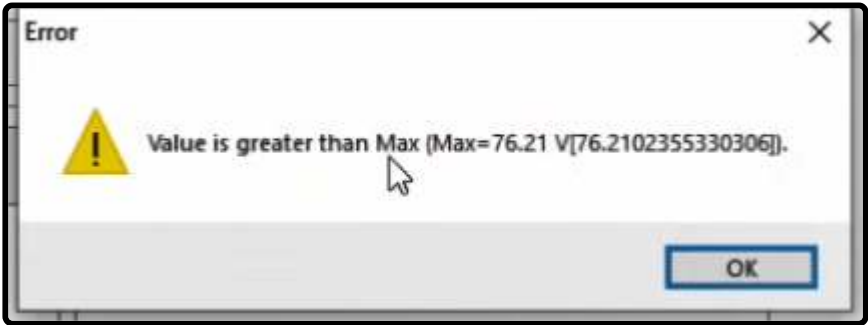 Error
Value is greater than Max (Max=76.21 V[76.2102355330306]).
OK